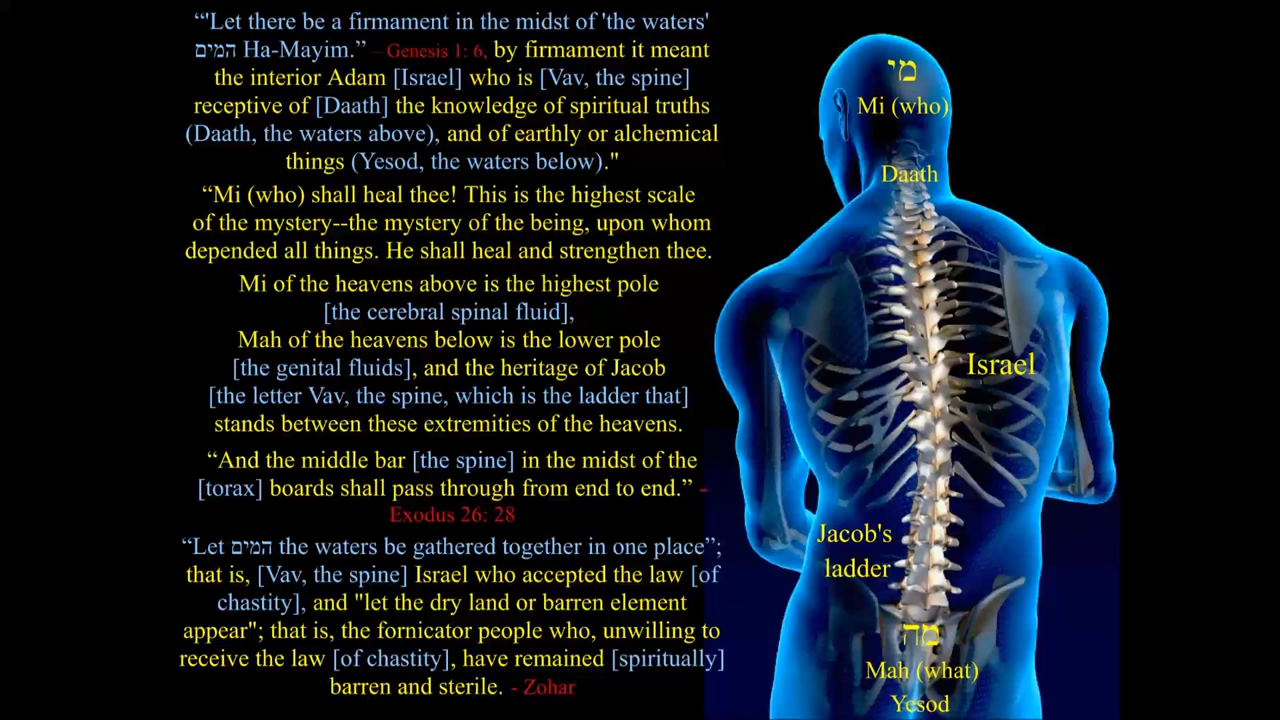 “'Let there be a firmament in the midst of 'the waters'
המים Ha-Mayim.” – Genesis 1: 6, by firmament it meant
the interior Adam [Israel] who is [Vav, the spine]
receptive of [Daath] the knowledge of spiritual truths
(Daath, the waters above), and of earthly or alchemical
things (Yesod, the waters below)."
“Mi (who) shall heal thee! This is the highest scale
of the mystery--the mystery of the being, upon whom
depended all things. He shall heal and strengthen thee.
Mi of the heavens above is the highest pole
[the cerebral spinal fluid],
Mah of the heavens below is the lower pole
[the genital fluids], and the heritage of Jacob
[the letter Vav, the spine, which is the ladder that]
stands between these extremities of the heavens.
“And the middle bar [the spine] in the midst of the
[torax] boards shall pass through from end to end.” -
Exodus 26: 28
“Let המים the waters be gathered together in one place”;
that is, [Vav, the spine] Israel who accepted the law [of
chastity], and "let the dry land or barren element
appear"; that is, the fornicator people who, unwilling to
receive the law [of chastity], have remained [spiritually]
barren and sterile. - Zohar
מי
Mi (who)
Daath
Israel
Jacob's
ladder
מה
Mah (what)
Yesod